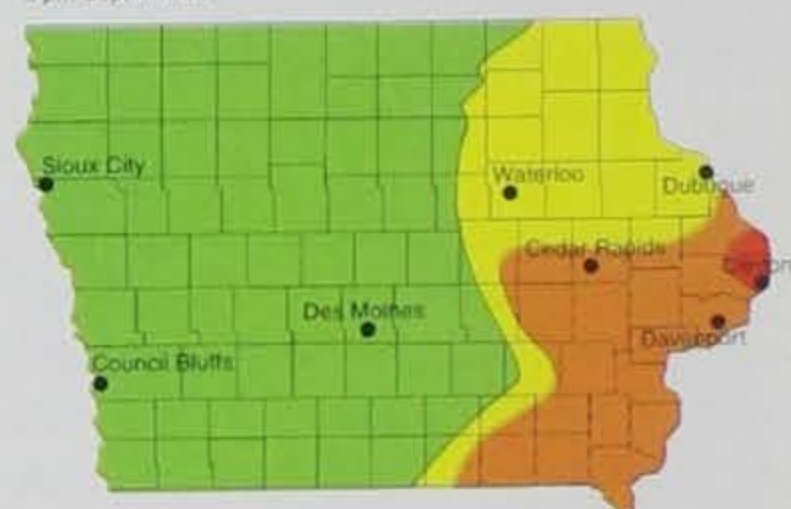 Sioux City
Waterloo
Dubuque
Cedar Rapids
Des Moines
Davenport
Council Bluffs